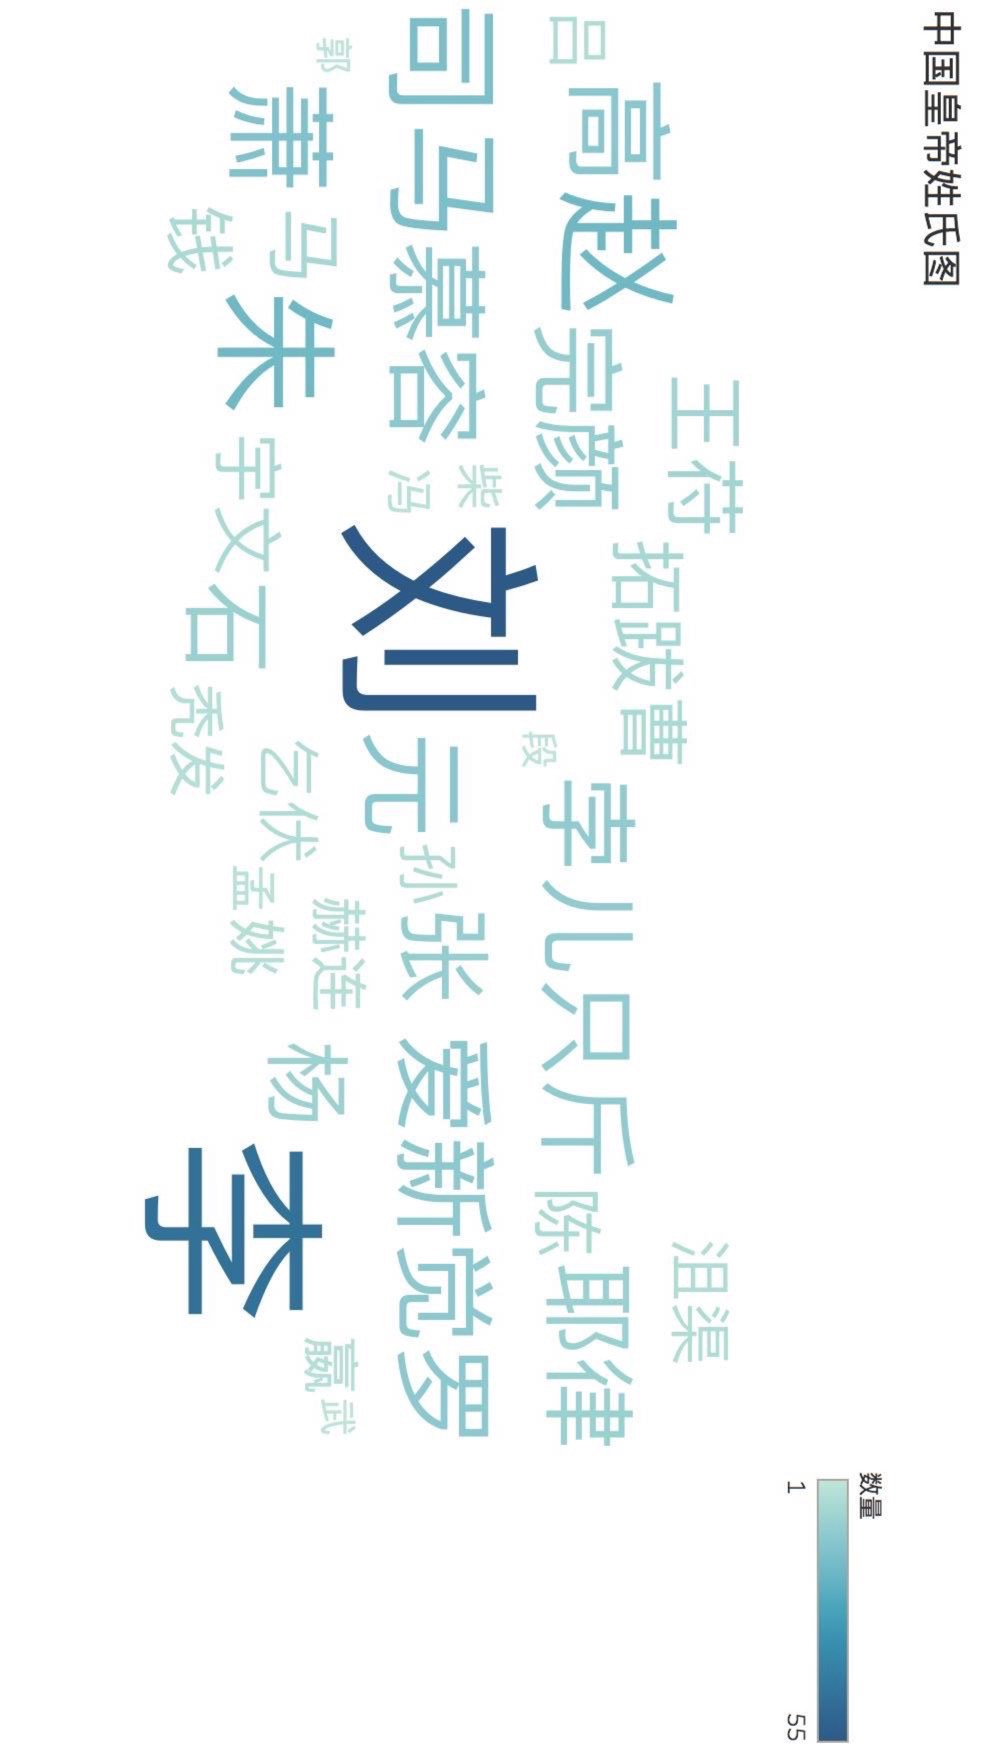 中国皇帝姓氏图
数量
1
55
王
苻
沮渠
拓跋
曹
吕
高
赵
完颜
孛儿只斤
陈
耶律
段
司马
慕容
柴
冯
刘
元
孙
张
爱新觉罗
郭
萧
马
钱
朱
宇文
石
秃发
乞伏
孟
姚
赫连
杨
李
嬴
武